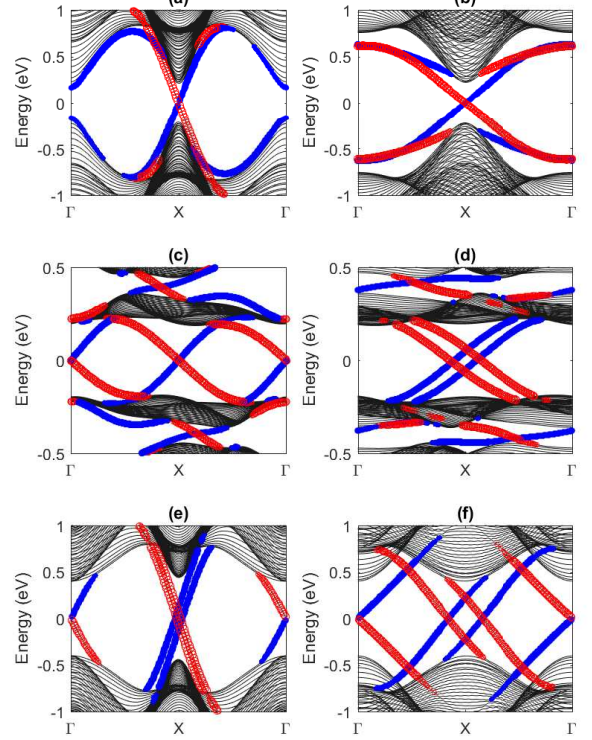 (a) (b)
1 1
0.5 0.5
Energy (eV) 0 Energy (eV) 0
-0.5 -0.5
-1 -1
Γ X Γ Γ X Γ
(c) (d)
0.5 0.5
Energy (eV) 0 Energy (eV) 0
-0.5 -0.5
Γ X Γ Γ X Γ
(e) (f)
1 1
0.5 0.5
Energy (eV) 0 Energy (eV) 0
-0.5 -0.5
-1 -1
Γ X Γ Γ X Γ